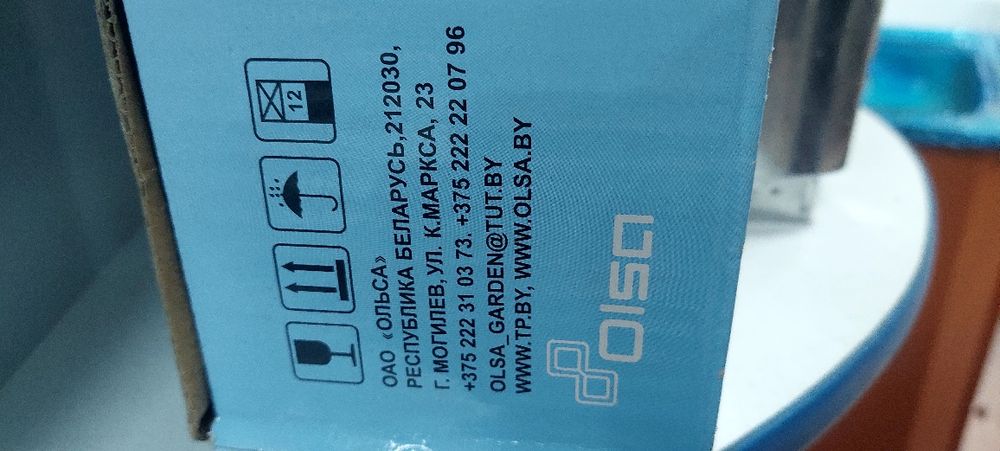 12
ОАО «ОЛЬСА»
РЕСПУБЛИКА БЕЛАРУСЬ,212030,
Г. МОГИЛЕВ, УЛ. К.МАРКСА, 23
+375 222 31 03 73. +375 222 22 07 96
OLSA_GARDEN@TUT.BY
WWW.TP.BY, WWW.OLSA.BY
OLSA